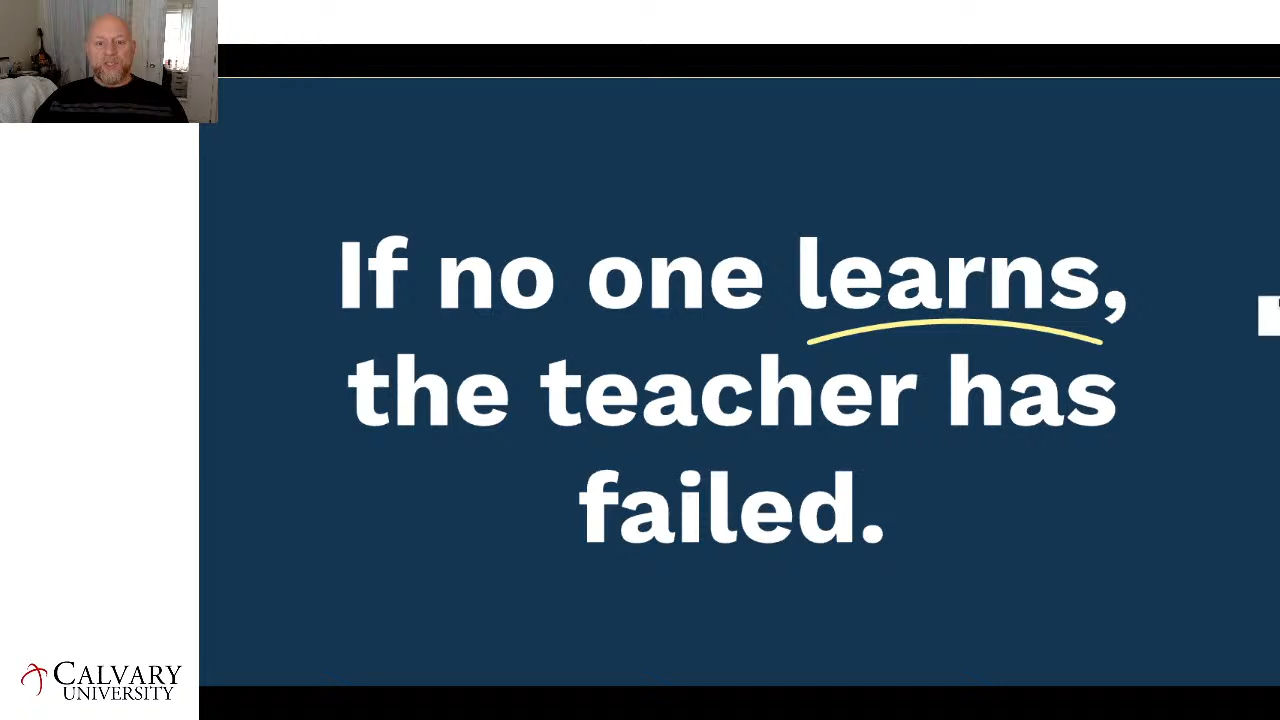 If no one learns,
the teacher has
failed.
CALVARY
UNIVERSITY